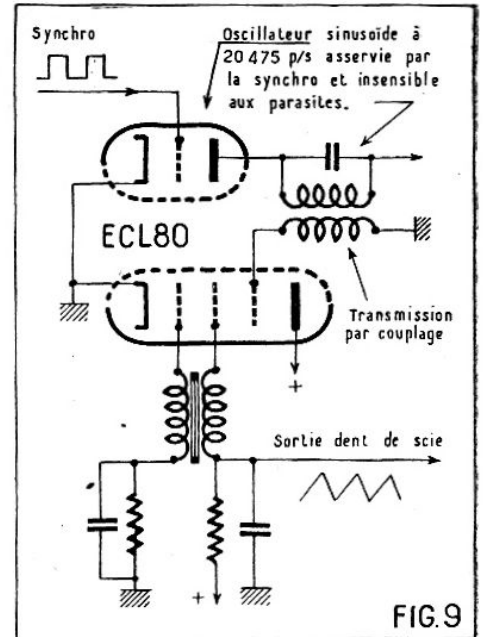 Synchro
Oscillateur sinusoïde à
20 475 p/s asservie par
la synchro et insensible
aux parasites.
ECL80
Transmission
par couplage
+
Sortie dent de scie
+
FIG.9